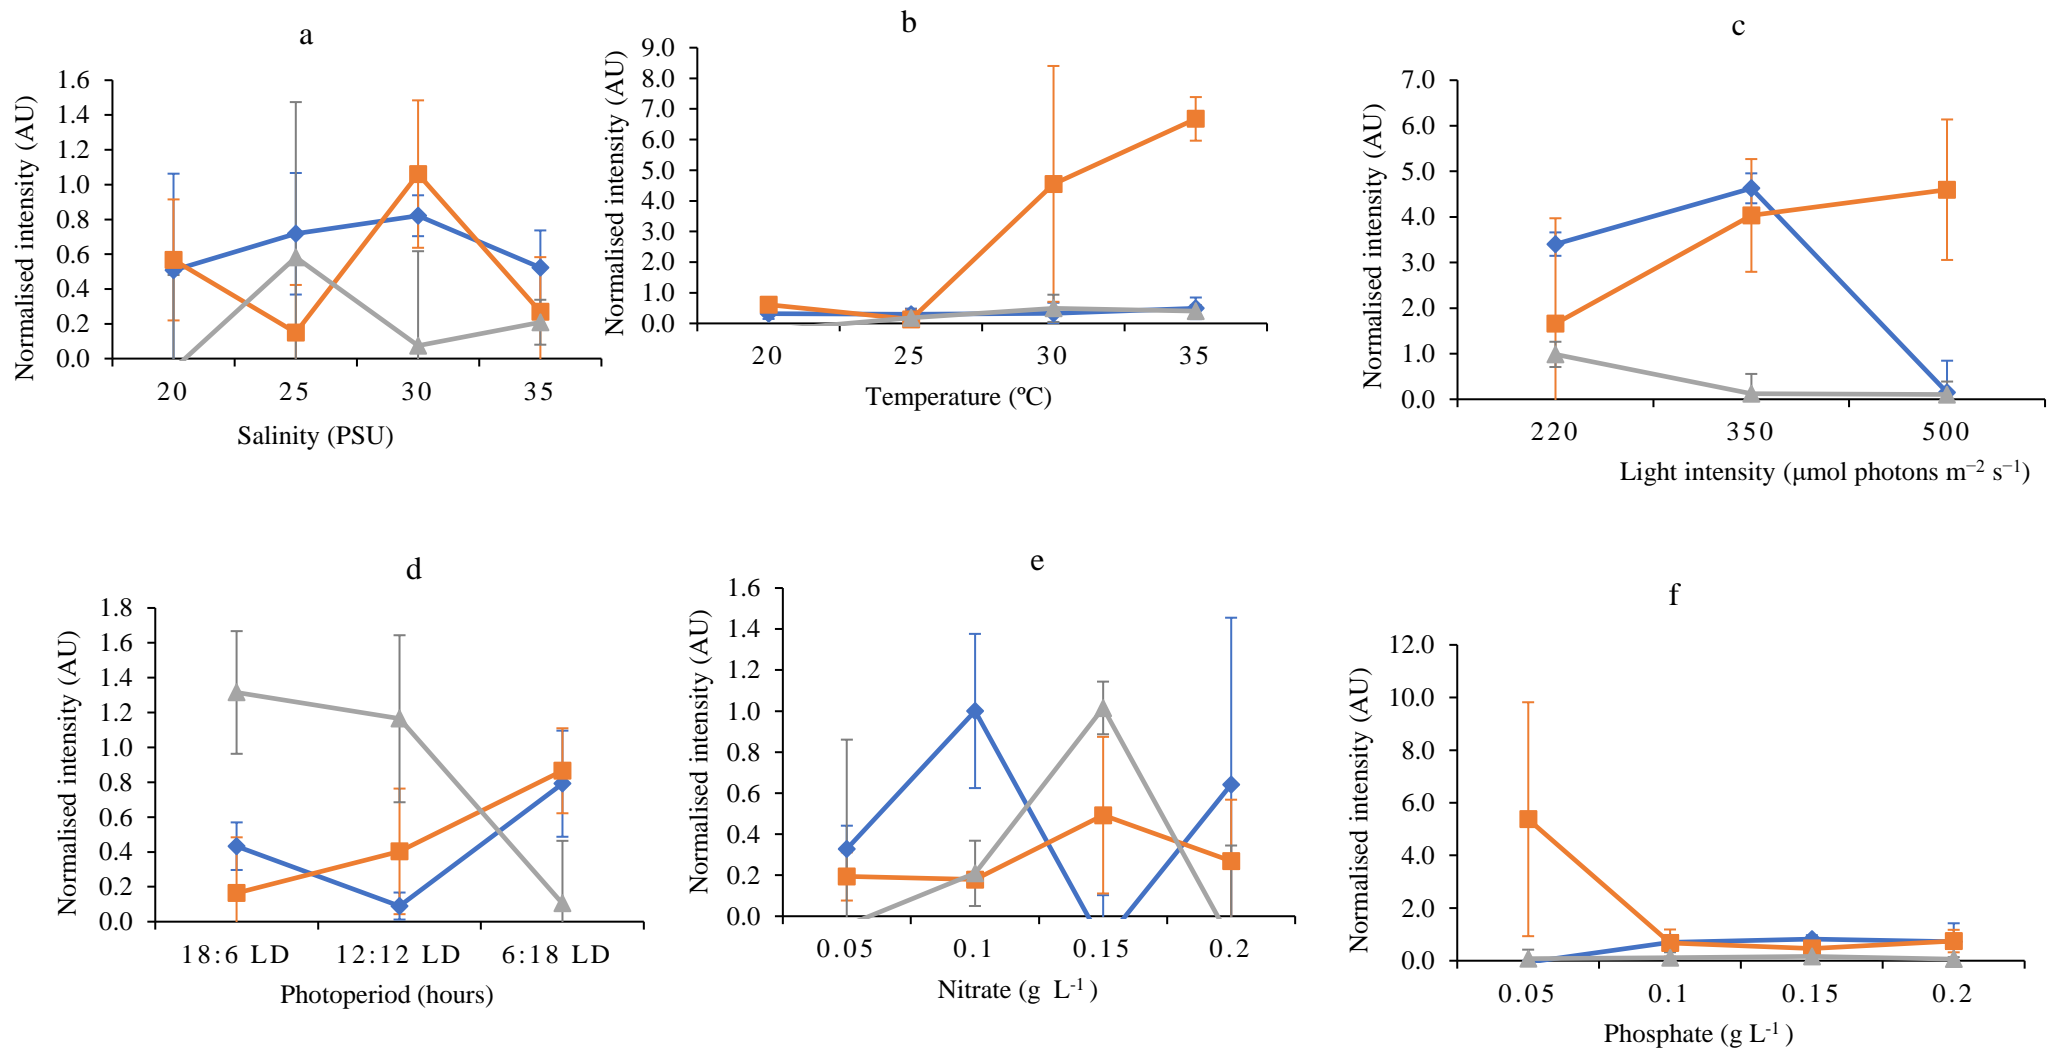 a
1.6
1.4
1.2
1.0
0.8
0.6
0.4
0.2
0.0
Normalised intensity (AU)
20 25 30 35
Salinity (PSU)
b
9.0
8.0
7.0
6.0
5.0
4.0
3.0
2.0
1.0
0.0
Normalised intensity (AU)
20 25 30 35
Temperature (ºC)
c
7.0
6.0
5.0
4.0
3.0
2.0
1.0
0.0
Normalised intensity (AU)
220 350 500
Light intensity (μmol photons m⁻² s⁻¹)
d
1.8
1.6
1.4
1.2
1.0
0.8
0.6
0.4
0.2
0.0
Normalised intensity (AU)
18:6 LD 12:12 LD 6:18 LD
Photoperiod (hours)
e
1.6
1.4
1.2
1.0
0.8
0.6
0.4
0.2
0.0
Normalised intensity (AU)
0.05 0.1 0.15 0.2
Nitrate (g L⁻¹)
f
12.0
10.0
8.0
6.0
4.0
2.0
0.0
Normalised intensity (AU)
0.05 0.1 0.15 0.2
Phosphate (g L⁻¹)